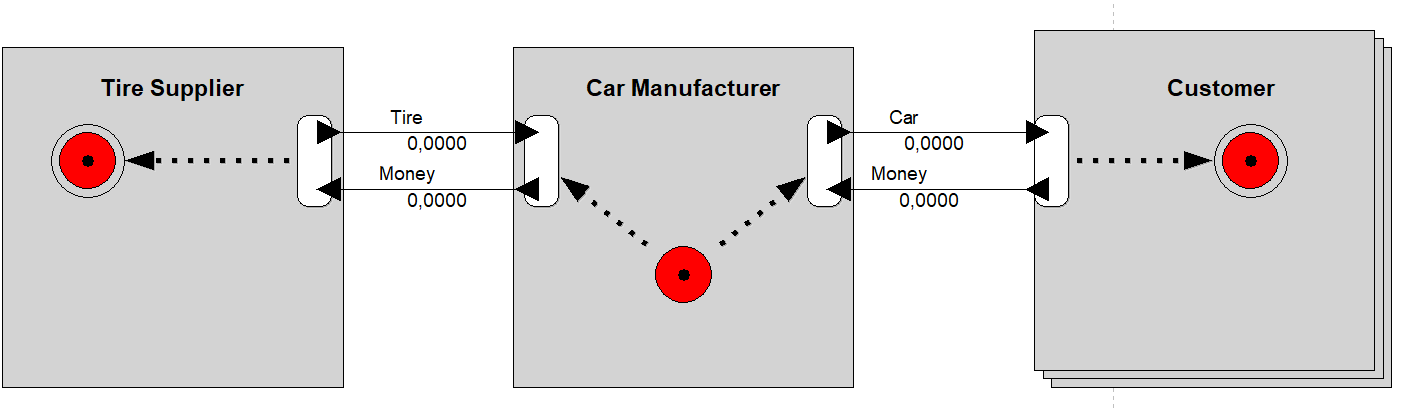 Tire Supplier
Car Manufacturer
Customer
Tire
0,0000
Money
0,0000
Car
0,0000
Money
0,0000